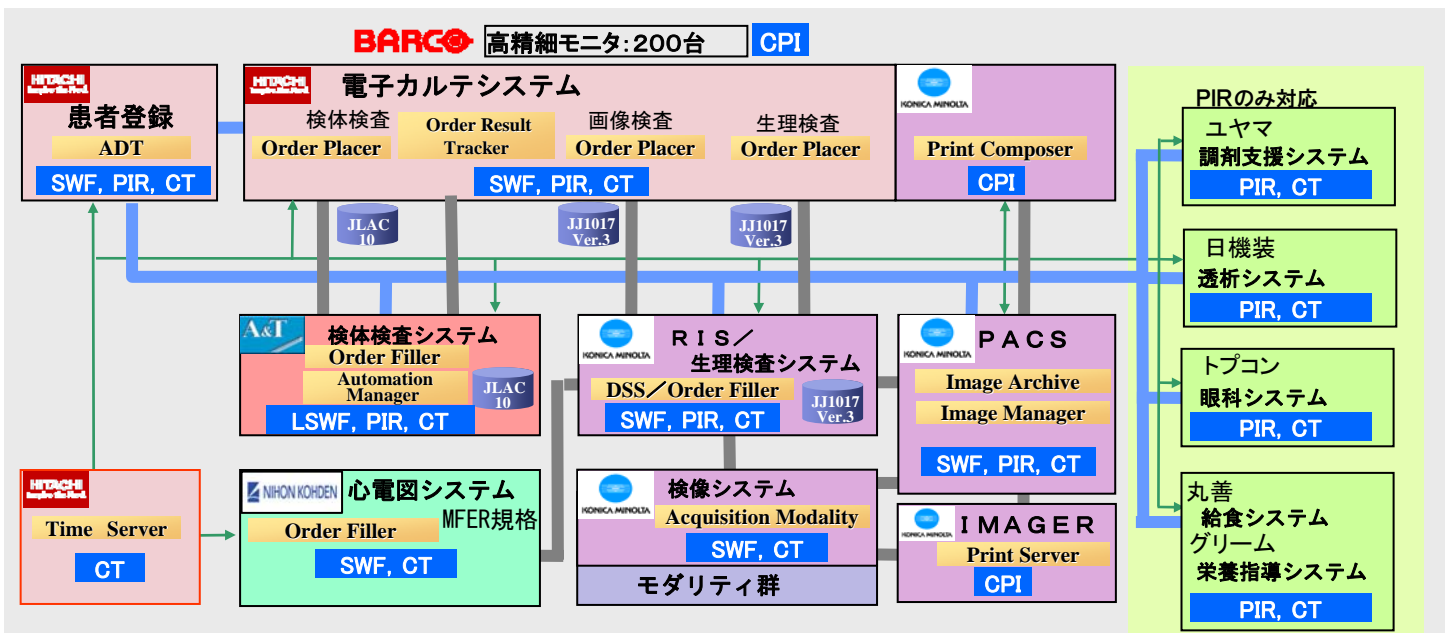 BARCO 高精細モニタ：200台 CPI
HITACHI
Inspire the Next
患者登録
ADT
SWF, PIR, CT
HITACHI
Inspire the Next
電子カルテシステム
検体検査
Order Placer
Order Result
Tracker
画像検査
Order Placer
生理検査
Order Placer
SWF, PIR, CT
KONICA MINOLTA
Print Composer
CPI
JLAC
10
JJ1017
Ver.3
JJ1017
Ver.3
PIRのみ対応
ユヤマ
調剤支援システム
PIR, CT
日機装
透析システム
PIR, CT
トプコン
眼科システム
PIR, CT
丸善
給食システム
グリーム
栄養指導システム
PIR, CT
A&T
検体検査システム
Order Filler
Automation
Manager
JLAC
10
LSWF, PIR, CT
KONICA MINOLTA
ＲＩＳ／
生理検査システム
DSS／Order Filler
JJ1017
Ver.3
SWF, PIR, CT
KONICA MINOLTA
ＰＡＣＳ
Image Archive
Image Manager
SWF, PIR, CT
HITACHI
Inspire the Next
Time Server
CT
NIHON KOHDEN
心電図システム
MFER規格
Order Filler
SWF, CT
KONICA MINOLTA
検像システム
Acquisition Modality
SWF, CT
モダリティ群
KONICA MINOLTA
ＩＭＡＧＥＲ
Print Server
CPI